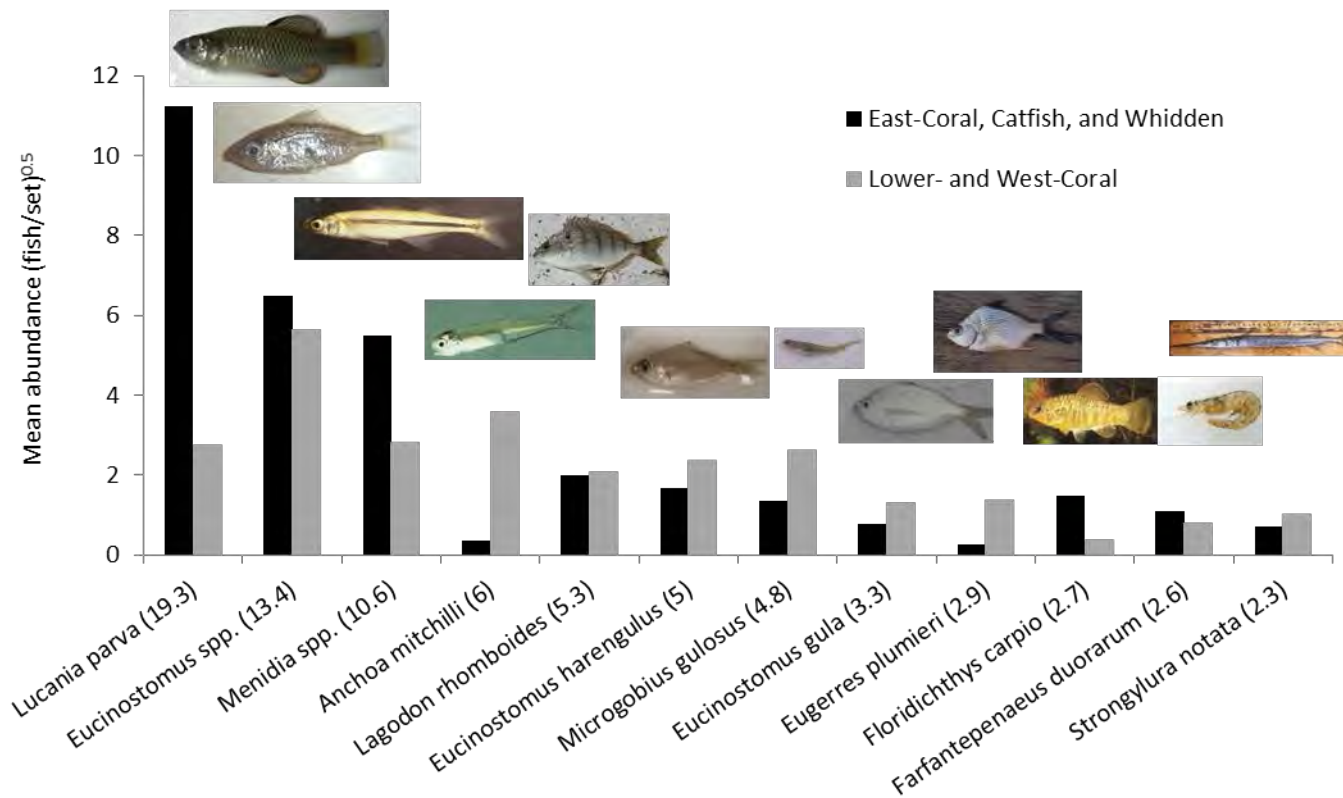 12
10
8
6
4
2
0
Mean abundance (fish/set)^0.5
East-Coral, Catfish, and Whidden
Lower- and West-Coral
Lucania parva (19.3)
Eucinostomus spp. (13.4)
Menidia spp. (10.6)
Anchoa mitchilli (6)
Lagodon rhomboides (5.3)
Eucinostomus harengulus (5)
Microgobius gulosus (4.8)
Eucinostomus gula (3.3)
Eugerres plumieri (2.9)
Floridichthys carpio (2.7)
Farfantepenaeus duorarum (2.6)
Strongylura notata (2.3)